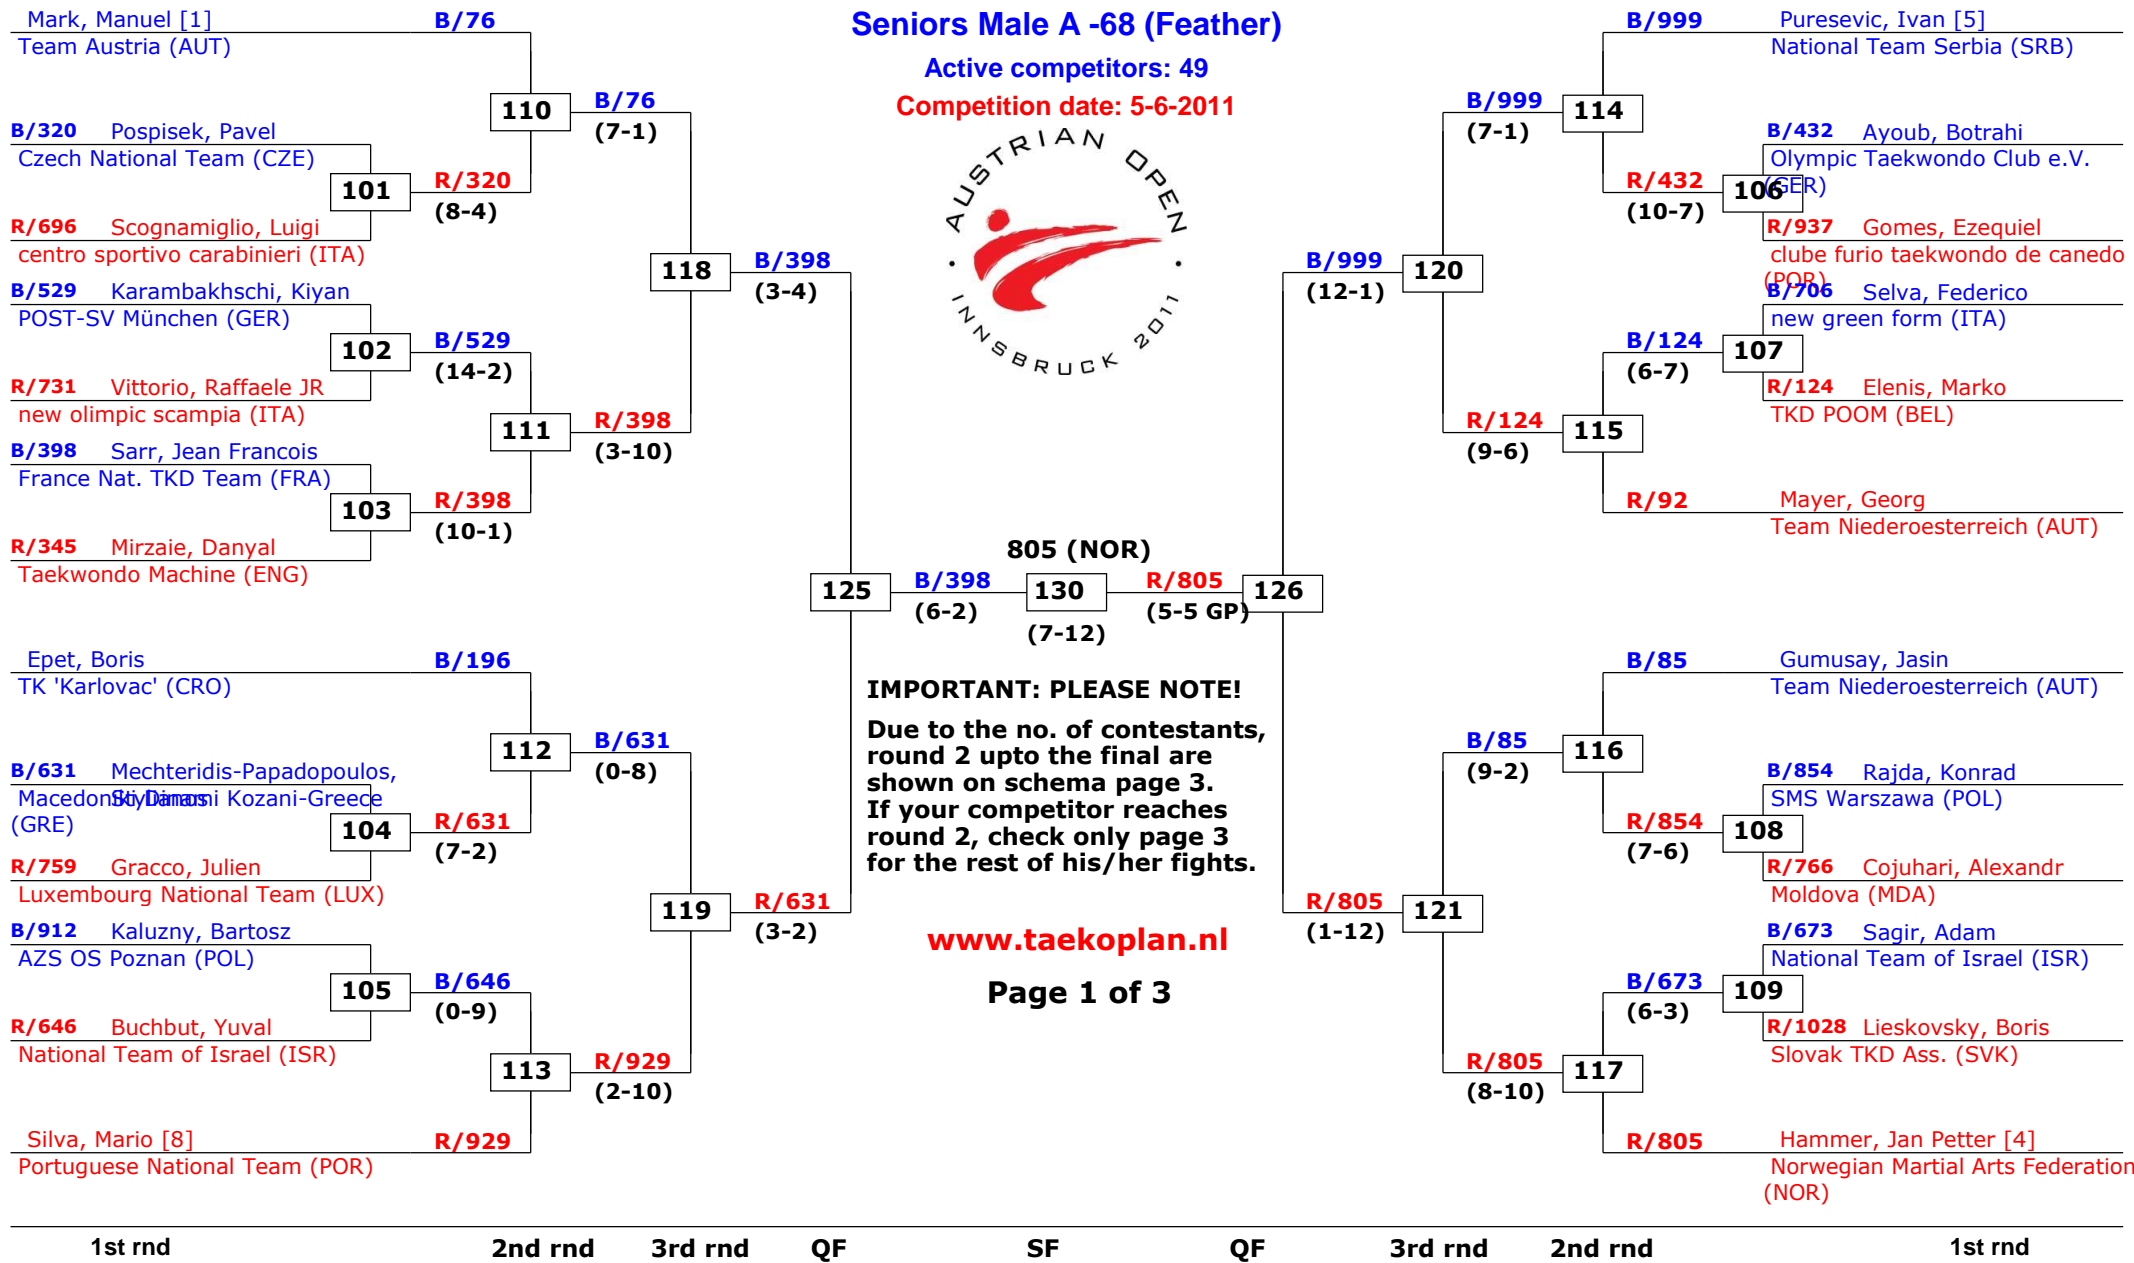 Seniors Male A -68 (Feather)
Active competitors: 49
Competition date: 5-6-2011
AUSTRIAN OPEN
· INNSBRUCK 2011 ·
Mark, Manuel [1]
Team Austria (AUT)
B/76
B/320 Pospisek, Pavel
Czech National Team (CZE)
101
R/320
(8-4)
R/696 Scognamiglio, Luigi
centro sportivo carabinieri (ITA)
110
B/76
(7-1)
B/529 Karambakhschi, Kiyan
POST-SV München (GER)
102
B/529
(14-2)
R/731 Vittorio, Raffaele JR
new olimpic scampia (ITA)
111
R/398
(3-10)
B/398 Sarr, Jean Francois
France Nat. TKD Team (FRA)
103
R/398
(10-1)
R/345 Mirzaie, Danyal
Taekwondo Machine (ENG)
118
B/398
(3-4)
Epet, Boris
TK 'Karlovac' (CRO)
B/196
112
B/631
(0-8)
B/631 Mechteridis-Papadopoulos,
Stylianos
Macedoniki Dinami Kozani-Greece
(GRE)
104
R/631
(7-2)
R/759 Gracco, Julien
Luxembourg National Team (LUX)
119
R/631
(3-2)
B/912 Kaluzny, Bartosz
AZS OS Poznan (POL)
105
B/646
(0-9)
R/646 Buchbut, Yuval
National Team of Israel (ISR)
113
R/929
(2-10)
Silva, Mario [8]
Portuguese National Team (POR)
R/929
125
B/398
(6-2)
805 (NOR)
130
(7-12)
R/805
(5-5 GP)
126
IMPORTANT: PLEASE NOTE!
Due to the no. of contestants,
round 2 upto the final are
shown on schema page 3.
If your competitor reaches
round 2, check only page 3
for the rest of his/her fights.
www.taekoplan.nl
Page 1 of 3
B/999
Puresevic, Ivan [5]
National Team Serbia (SRB)
B/999
(7-1)
114
B/432 Ayoub, Botrahi
Olympic Taekwondo Club e.V.
(GER)
R/432
(10-7)
106
R/937 Gomes, Ezequiel
clube furio taekwondo de canedo
(POR)
B/999
(12-1)
120
B/706 Selva, Federico
new green form (ITA)
B/124
(6-7)
107
R/124 Elenis, Marko
TKD POOM (BEL)
R/124
(9-6)
115
R/92
Mayer, Georg
Team Niederoesterreich (AUT)
B/85
Gumusay, Jasin
Team Niederoesterreich (AUT)
B/85
(9-2)
116
B/854 Rajda, Konrad
SMS Warszawa (POL)
R/854
(7-6)
108
R/766 Cojuhari, Alexandr
Moldova (MDA)
R/805
(1-12)
121
B/673 Sagir, Adam
National Team of Israel (ISR)
B/673
(6-3)
109
R/1028 Lieskovsky, Boris
Slovak TKD Ass. (SVK)
R/805
(8-10)
117
R/805
Hammer, Jan Petter [4]
Norwegian Martial Arts Federation
(NOR)
1st rnd 2nd rnd 3rd rnd QF SF QF 3rd rnd 2nd rnd 1st rnd